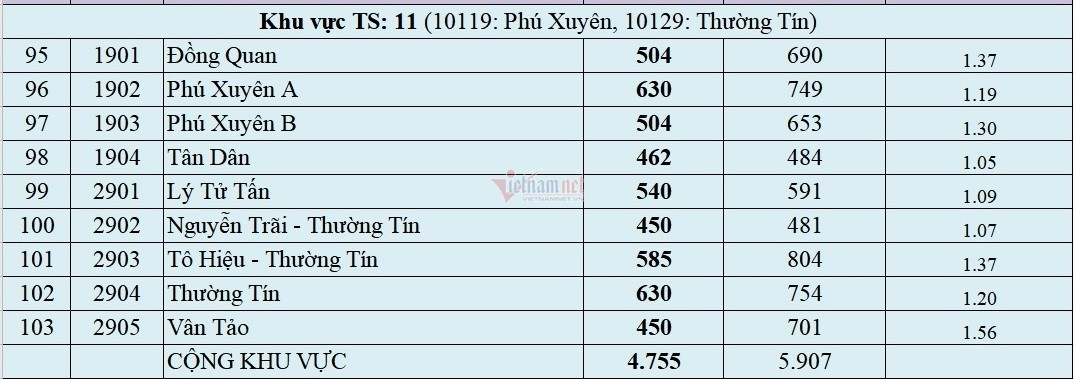 Khu vực TS: 11 (10119: Phú Xuyên, 10129: Thường Tín)
95 1901 Đồng Quan 504 690 1.37
96 1902 Phú Xuyên A 630 749 1.19
97 1903 Phú Xuyên B 504 653 1.30
98 1904 Tân Dân 462 484 1.05
99 2901 Lý Tử Tấn 540 591 1.09
100 2902 Nguyễn Trãi - Thường Tín 450 481 1.07
101 2903 Tô Hiệu - Thường Tín 585 804 1.37
102 2904 Thường Tín 630 754 1.20
103 2905 Vân Tảo 450 701 1.56
CỘNG KHU VỰC 4.755 5.907
Vietnamnet
VIETNAMNET.VN